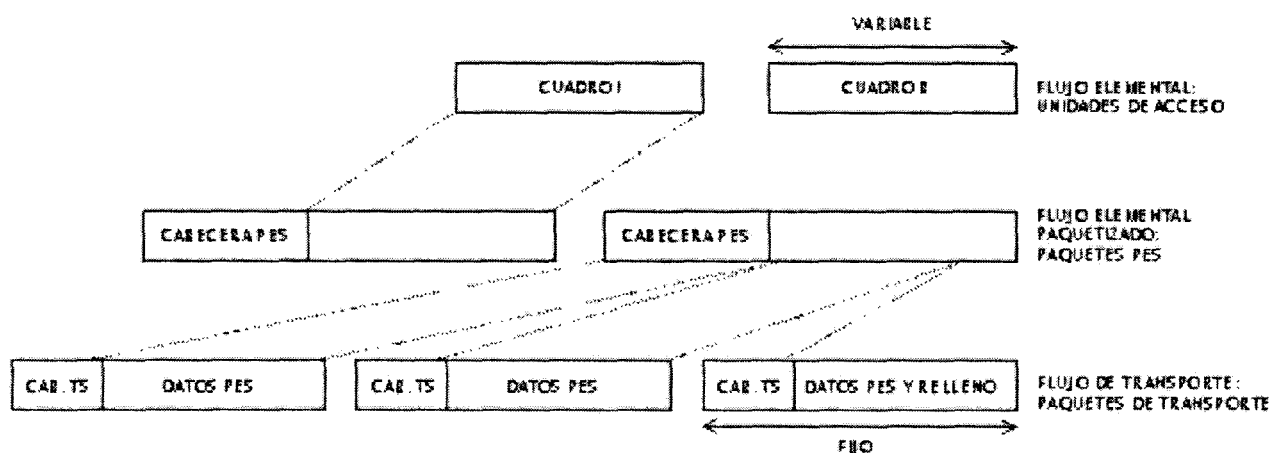 VARIABLE
CUADRO I
CUADRO B
FLUJO ELEMENTAL:
UNIDADES DE ACCESO
CABECERA PES
CABECERA PES
FLUJO ELEMENTAL
PAQUETIZADO:
PAQUETES PES
CAB. TS
DATOS PES
CAB. TS
DATOS PES
CAB. TS
DATOS PES Y RELLENO
FLUJO DE TRANSPORTE:
PAQUETES DE TRANSPORTE
FIJO